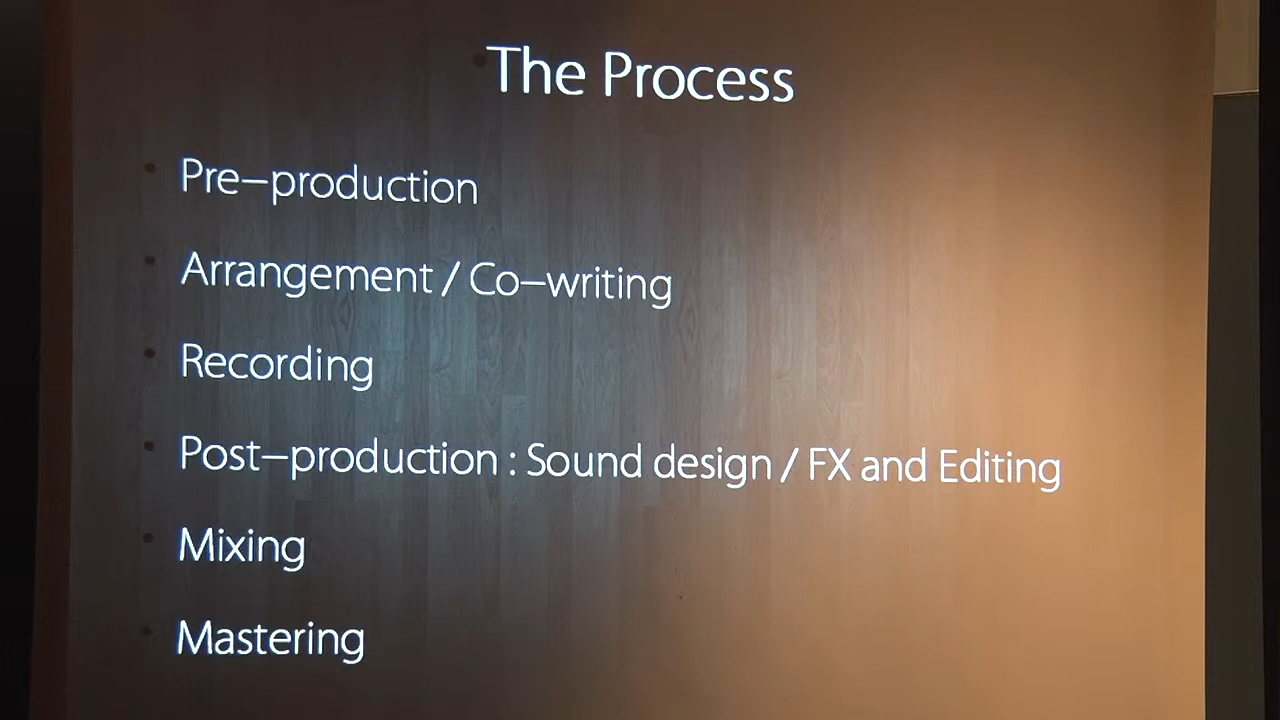 The Process
Pre–production
Arrangement / Co–writing
Recording
Post–production : Sound design / FX and Editing
Mixing
Mastering